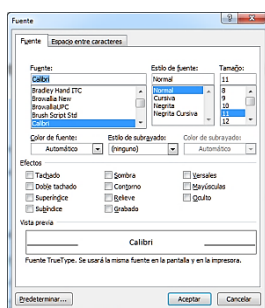 Fuente
Fuente Espacio entre caracteres
Fuente: Estilo de fuente: Tamaño:
Calibri Normal 11
Bradley Hand ITC Normal 8
Browallia New Cursiva 9
BrowalliaUPC Negrita 10
Brush Script Std Negrita Cursiva 11
Calibri 12
Color de fuente: Estilo de subrayado: Color de subrayado:
Automático (ninguno) Automático
Efectos
Tachado Sombra Versales
Doble tachado Contorno Mayúsculas
Superíndice Relieve Oculto
Subíndice Grabado
Vista previa
Calibri
Fuente TrueType. Se usará la misma fuente en la pantalla y en la impresora.
Predeterminar... Aceptar Cancelar